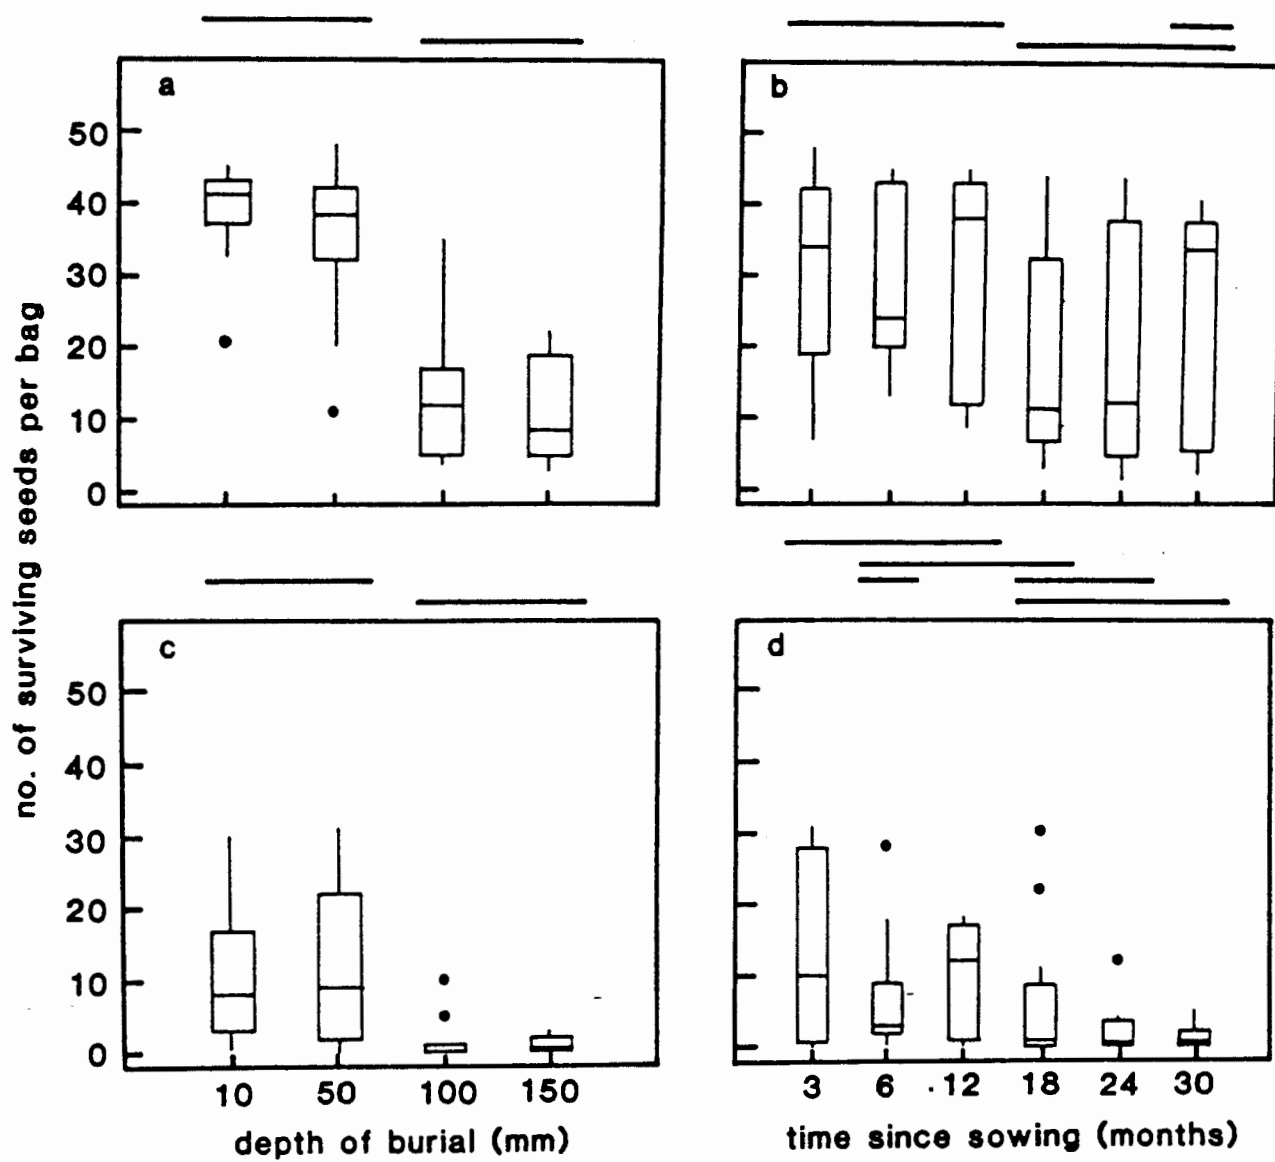 a
b
50
40
30
20
10
0
c
d
50
40
30
20
10
0
no. of surviving seeds per bag
10 50 100 150
3 6 12 18 24 30
depth of burial (mm)
time since sowing (months)